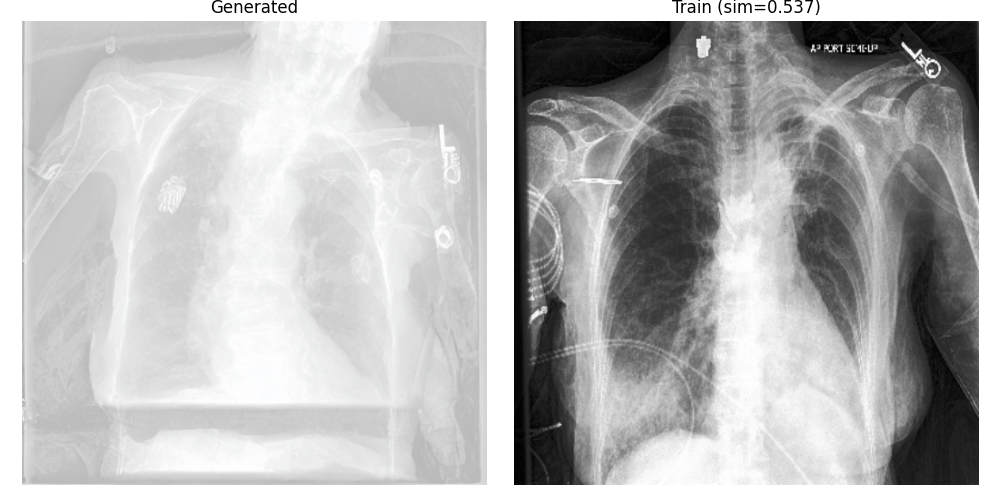 Generated
Train (sim=0.537)
AP PORT SEMI-UP